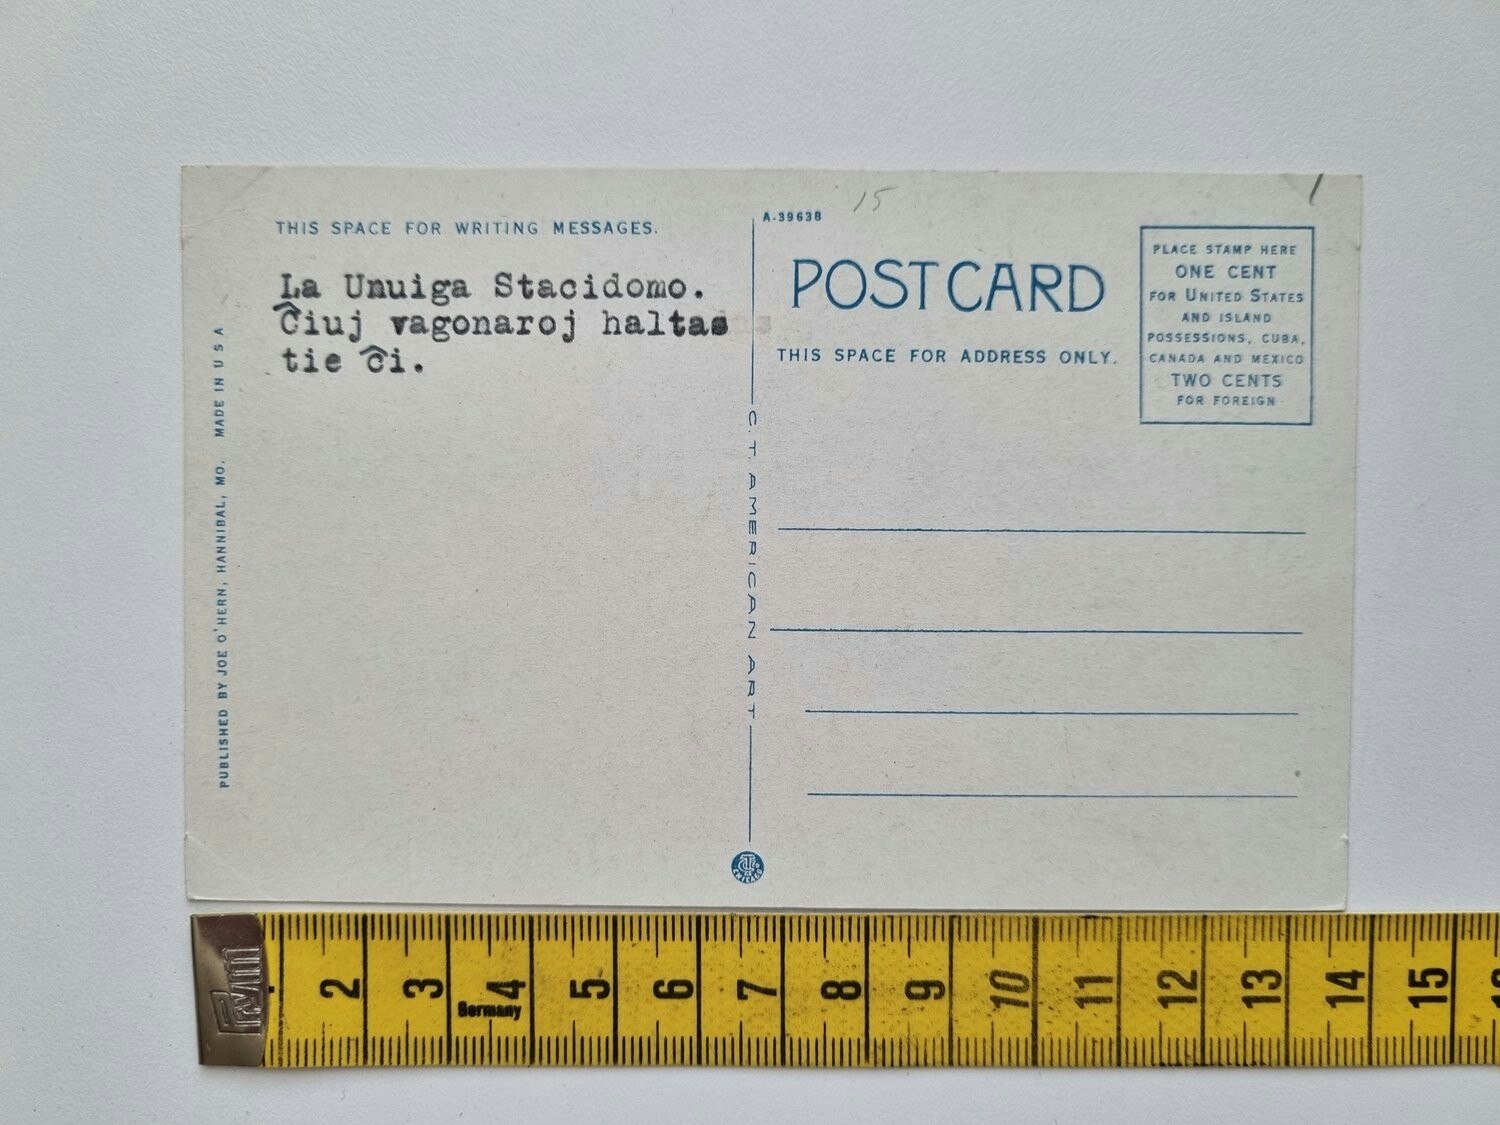 15
THIS SPACE FOR WRITING MESSAGES.
A-39638
La Unuiga Stacidomo.
Ĉiuj vagonaroj haltas
tie ĉi.
POST CARD
THIS SPACE FOR ADDRESS ONLY.
PLACE STAMP HERE
ONE CENT
FOR UNITED STATES
AND ISLAND
POSSESSIONS, CUBA,
CANADA AND MEXICO
TWO CENTS
FOR FOREIGN
PUBLISHED BY JOE O'HERN, HANNIBAL, MO. MADE IN U S A
C. T. AMERICAN ART
CHICAGO
Prym
2 3 4 5 6 7 8 9 10 11 12 13 14 15
Germany